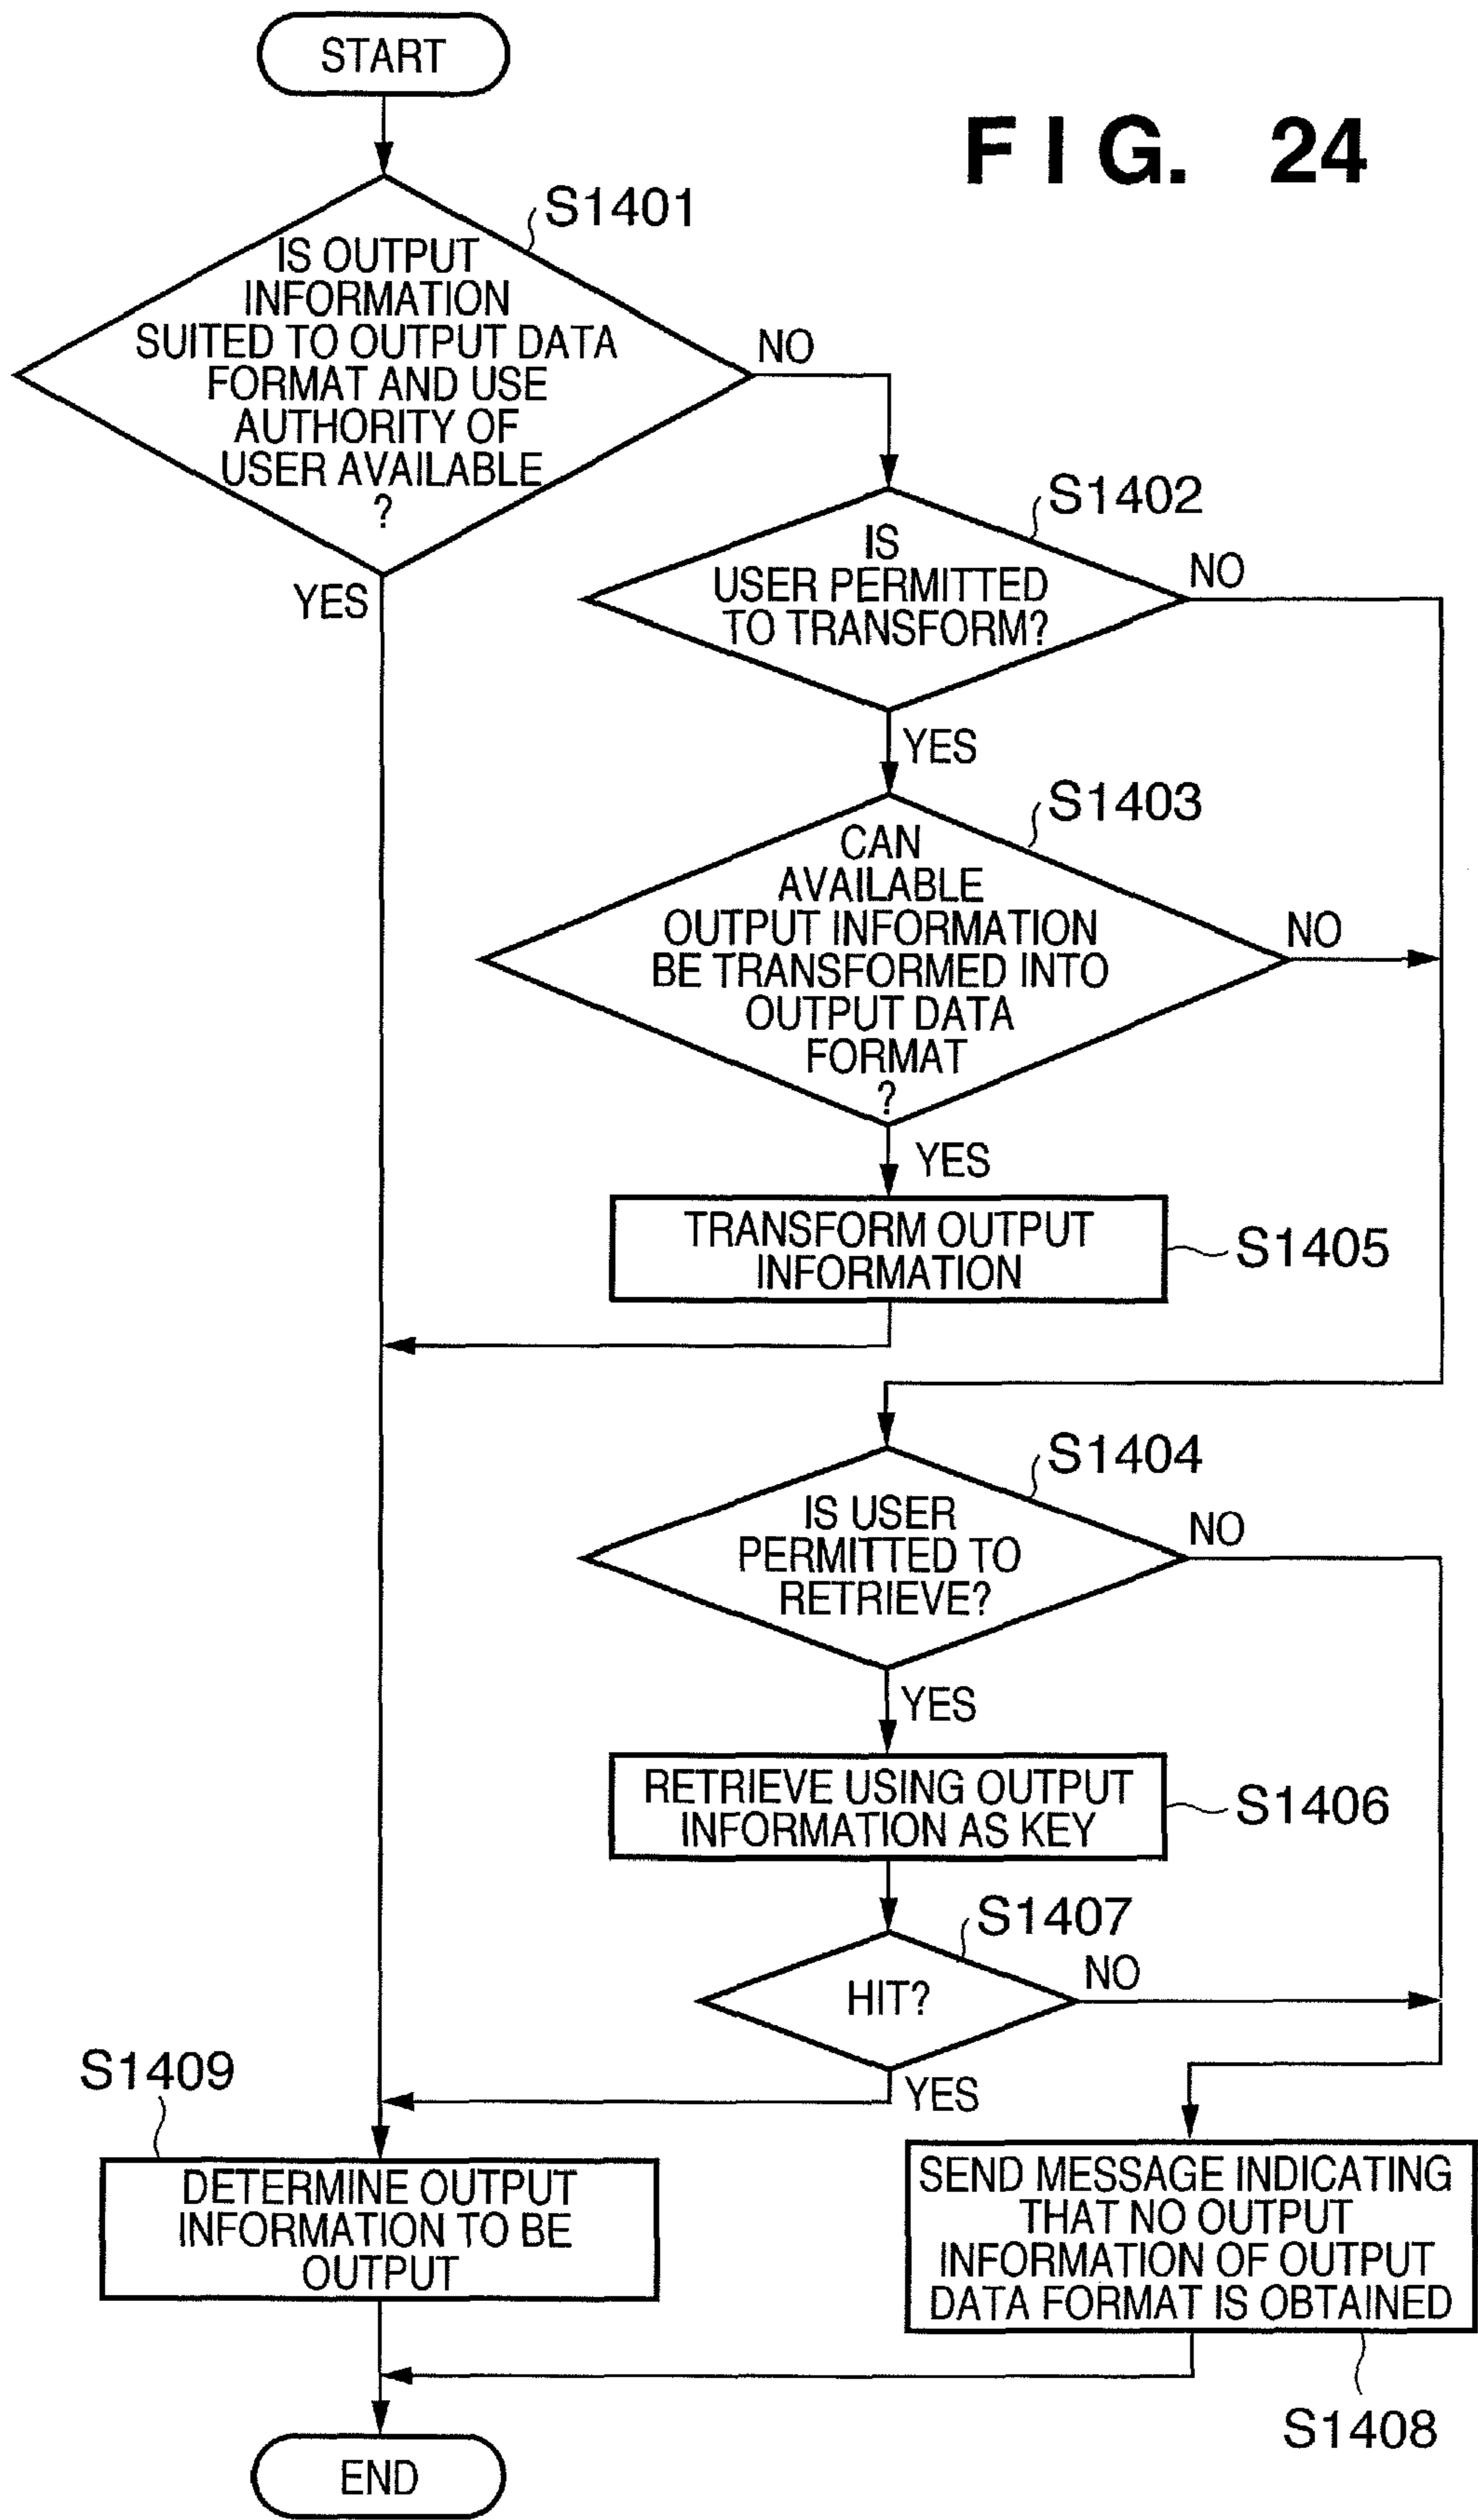 START
FIG. 24
S1401
IS OUTPUT
INFORMATION
SUITED TO OUTPUT DATA
FORMAT AND USE
AUTHORITY OF
USER AVAILABLE
?
NO
YES
S1402
IS
USER PERMITTED
TO TRANSFORM?
NO
YES
S1403
CAN
AVAILABLE
OUTPUT INFORMATION
BE TRANSFORMED INTO
OUTPUT DATA
FORMAT
?
NO
YES
TRANSFORM OUTPUT
INFORMATION
S1405
S1404
IS USER
PERMITTED TO
RETRIEVE?
NO
YES
RETRIEVE USING OUTPUT
INFORMATION AS KEY
S1406
S1407
HIT?
NO
YES
S1409
DETERMINE OUTPUT
INFORMATION TO BE
OUTPUT
SEND MESSAGE INDICATING
THAT NO OUTPUT
INFORMATION OF OUTPUT
DATA FORMAT IS OBTAINED
S1408
END